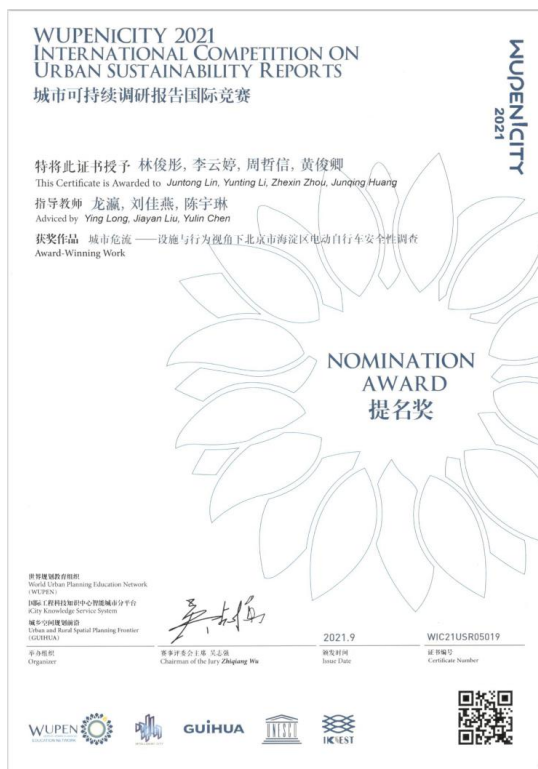 WUPENiCITY 2021
INTERNATIONAL COMPETITION ON
URBAN SUSTAINABILITY REPORTS
城市可持续调研报告国际竞赛
WUPENiCITY
2021
特将此证书授予 林俊彤, 李云婷, 周哲信, 黄俊卿
This Certificate is Awarded to Juntong Lin, Yunting Li, Zhexin Zhou, Junqing Huang
指导教师 龙瀛, 刘佳燕, 陈宇琳
Adviced by Ying Long, Jiayan Liu, Yulin Chen
获奖作品 城市危流 ——设施与行为视角下北京市海淀区电动自行车安全性调查
Award-Winning Work
NOMINATION
AWARD
提名奖
世界规划教育组织
World Urban Planning Education Network
(WUPEN)
国际工程科技知识中心智能城市分平台
iCity Knowledge Service System
城乡空间规划前沿
Urban and Rural Spatial Planning Frontier
(GUIHUA)
举办组织
Organizer
吴志强
赛事评委会主席 吴志强
Chairman of the Jury Zhiqiang Wu
2021.9
颁发时间
Issue Date
WIC21USR05019
证书编号
Certificate Number
WUPEN
GUIHUA
UNESCO
IKCEST